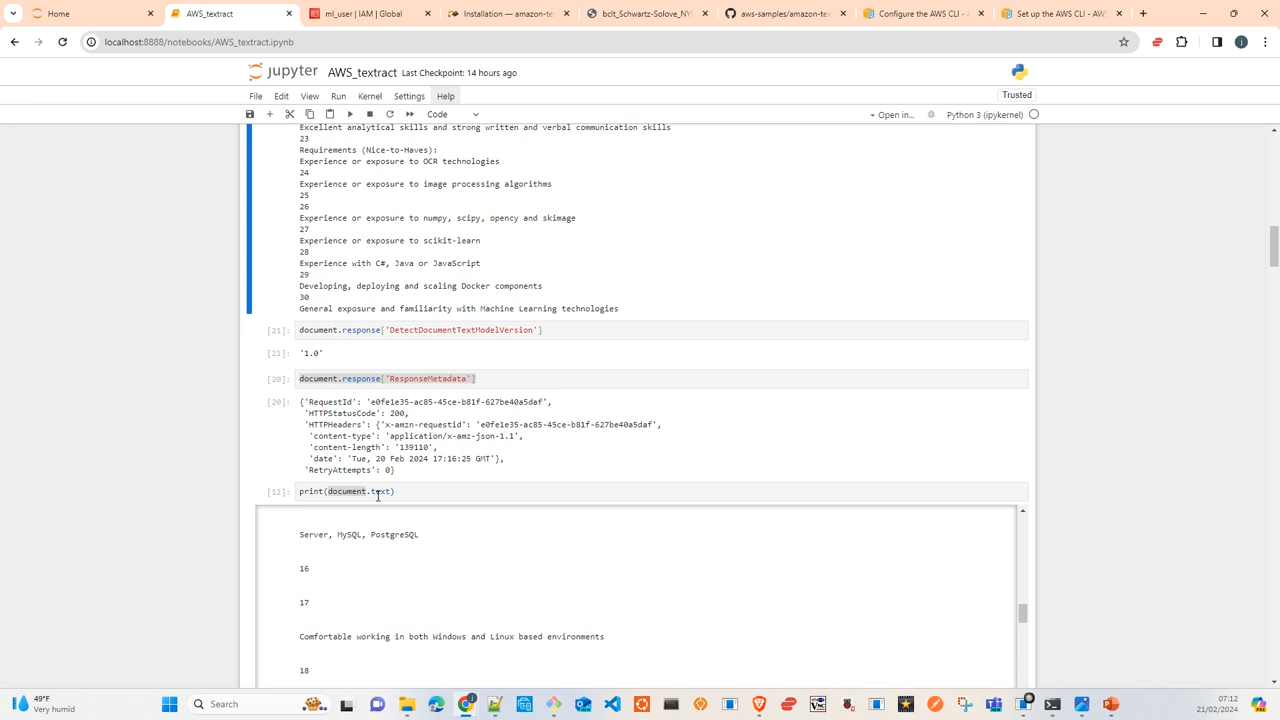 Home
AWS_textract
ml_user | IAM | Global
Installation — amazon-te
bclt_Schwartz-Solove_NYU
aws-samples/amazon-tex
Configure the AWS CLI - A
Set up the AWS CLI - AWS
localhost:8888/notebooks/AWS_textract.ipynb
jupyter AWS_textract Last Checkpoint: 14 hours ago
File Edit View Run Kernel Settings Help
Trusted
Code
Open in...
Python 3 (ipykernel)
Excellent analytical skills and strong written and verbal communication skills
23
Requirements (Nice-to-Haves):
Experience or exposure to OCR technologies
24
Experience or exposure to image processing algorithms
25
26
Experience or exposure to numpy, scipy, opency and skimage
27
Experience or exposure to scikit-learn
28
Experience with C#, Java or JavaScript
29
Developing, deploying and scaling Docker components
30
General exposure and familiarity with Machine Learning technologies
[21]: document.response['DetectDocumentTextModelVersion']
[21]: '1.0'
[20]: document.response['ResponseMetadata']
[20]: {'RequestId': 'e0fe1e35-ac85-45ce-b81f-627be40a5daf',
'HTTPStatusCode': 200,
'HTTPHeaders': {'x-amzn-requestid': 'e0fe1e35-ac85-45ce-b81f-627be40a5daf',
'content-type': 'application/x-amz-json-1.1',
'content-length': '139110',
'date': 'Tue, 20 Feb 2024 17:16:25 GMT'},
'RetryAttempts': 0}
[12]: print(document.text)
Server, MySQL, PostgreSQL
16
17
Comfortable working in both Windows and Linux based environments
18
49°F
Very humid
Search
07:12
21/02/2024